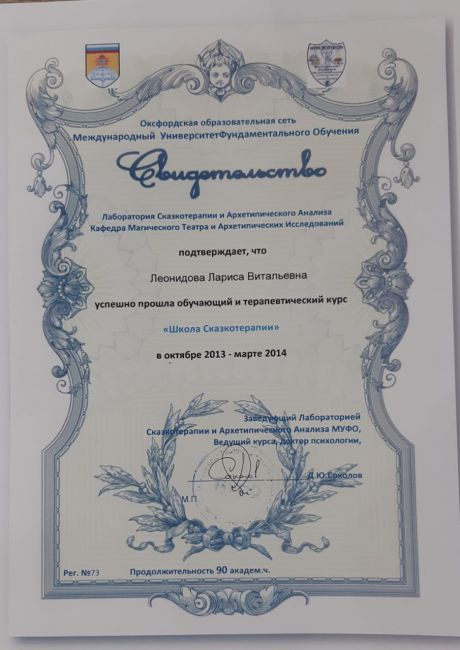 Оксфордская образовательная сеть
Международный УниверситетФундаментального Обучения
Свидетельство
Лаборатория Сказкотерапии и Архетипического Анализа
Кафедра Магического Театра и Архетипических Исследований
подтверждает, что
Леонидова Лариса Витальевна
успешно прошла обучающий и терапевтический курс
«Школа Сказкотерапии»
в октябре 2013 - марте 2014
Заведующий Лабораторией
Сказкотерапии и Архетипического Анализа МУФО,
Ведущий курса, доктор психологии,
Д.Ю.Соколов
М.П.
Рег. №73 Продолжительность 90 академ.ч.